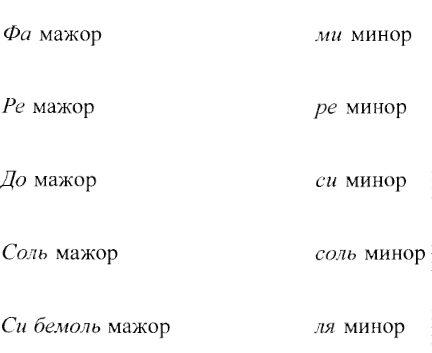 Фа мажор ми минор
Ре мажор ре минор
До мажор си минор
Соль мажор соль минор
Си бемоль мажор ля минор